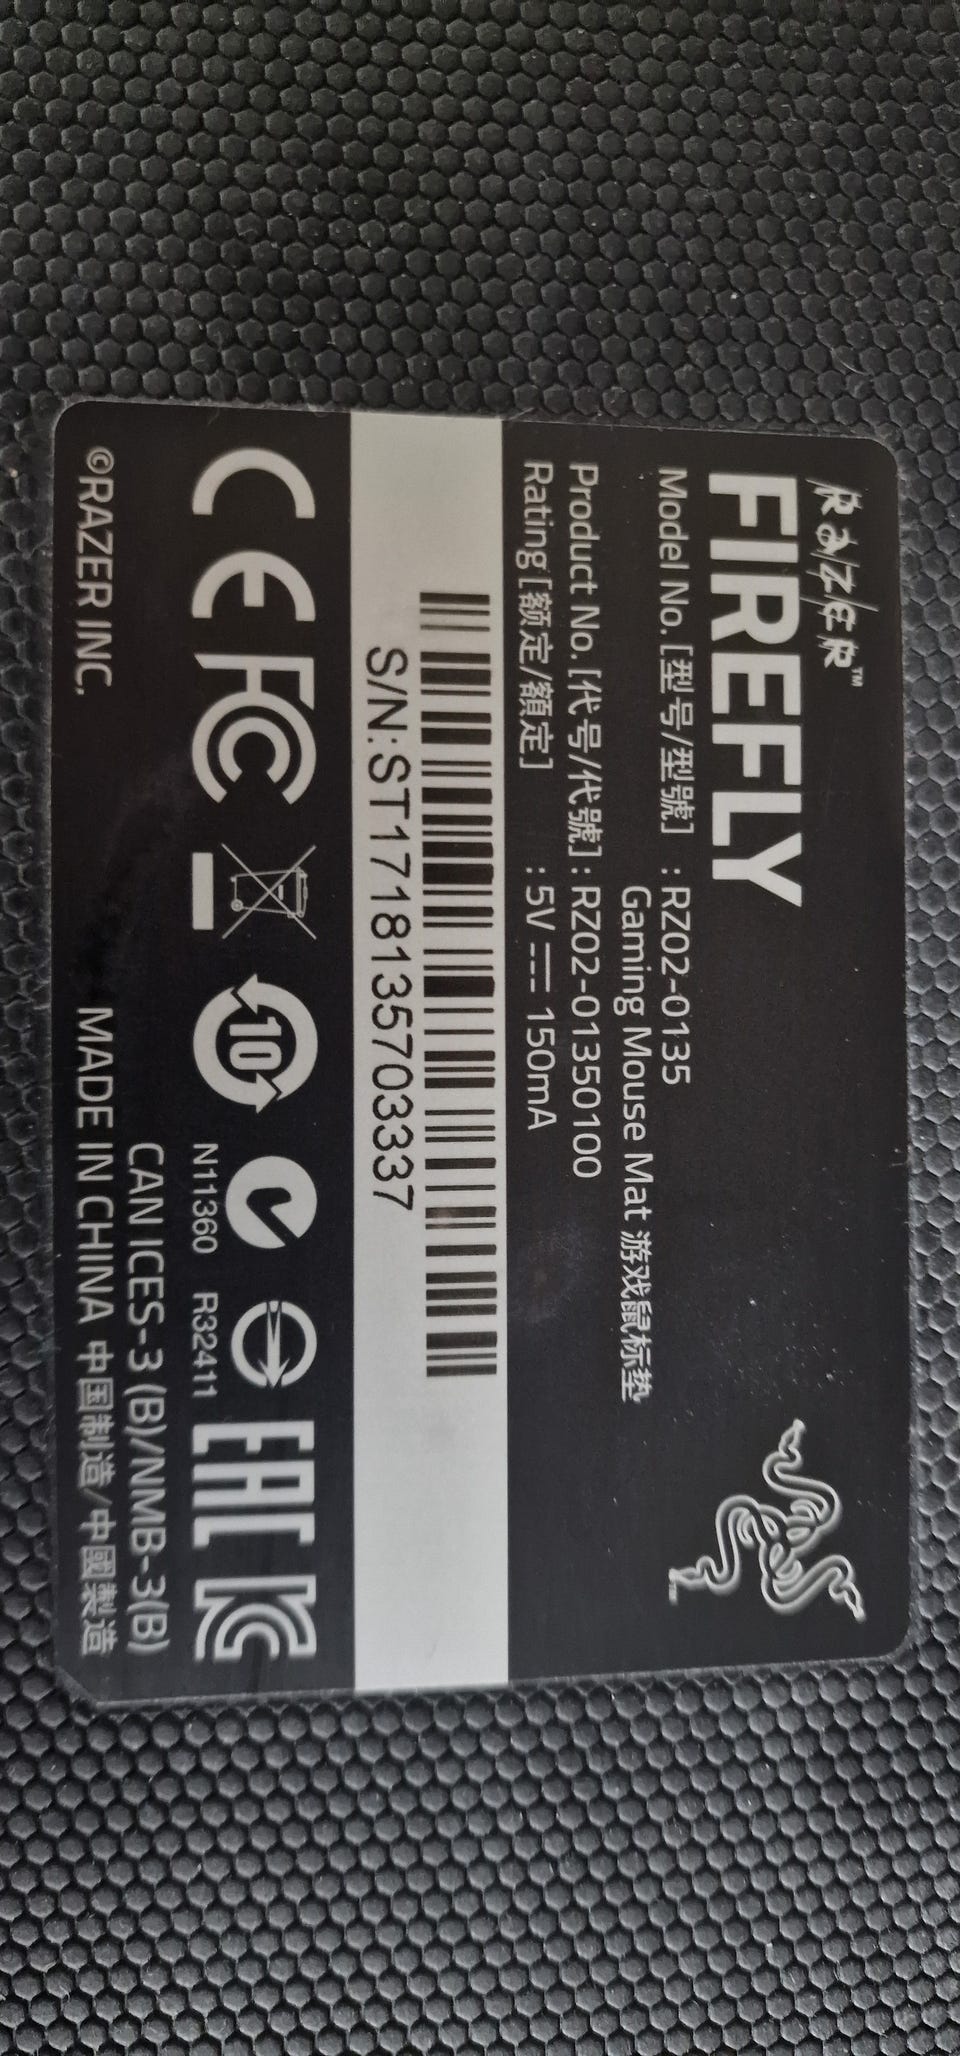 RAZER™
FIREFLY
Model No. [型号/型號] : RZ02-0135
Gaming Mouse Mat 游戏鼠标垫
Product No. [代号/代號] : RZ02-01350100
Rating [额定/額定] : 5V⎓150mA
S/N:ST1718135703337
CE FC 10 EAC KC
N11360 R32411
CAN ICES-3 (B)/NMB-3(B)
©RAZER INC. MADE IN CHINA 中国制造/中國製造